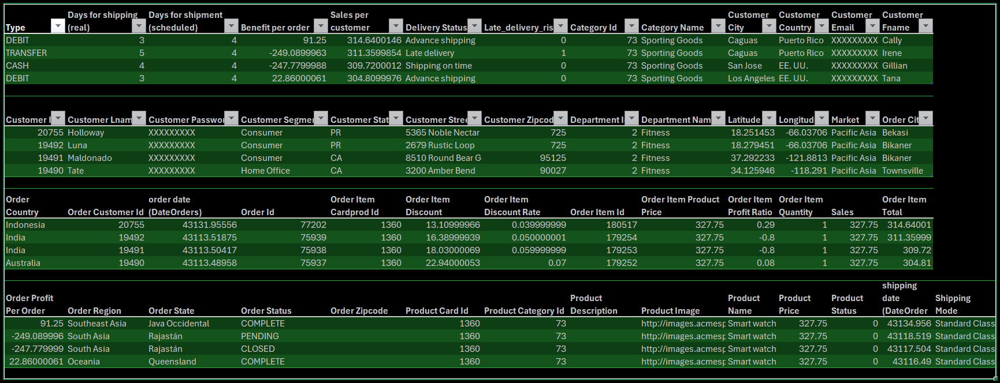 Type Days for shipping (real) Days for shipment (scheduled) Benefit per order Sales per customer Delivery Status Late_delivery_ris Category Id Category Name Customer City Customer Country Customer Email Customer Fname
DEBIT 3 4 91.25 314.6400146 Advance shipping 0 73 Sporting Goods Caguas Puerto Rico XXXXXXXXX Cally
TRANSFER 5 4 -249.0899963 311.3599854 Late delivery 1 73 Sporting Goods Caguas Puerto Rico XXXXXXXXX Irene
CASH 4 4 -247.7799988 309.7200012 Shipping on time 0 73 Sporting Goods San Jose EE. UU. XXXXXXXXX Gillian
DEBIT 3 4 22.86000061 304.8099976 Advance shipping 0 73 Sporting Goods Los Angeles EE. UU. XXXXXXXXX Tana
Customer I Customer Lnam Customer Passwor Customer Segmer Customer Stat Customer Stree Customer Zipcod Department I Department Nam Latitude Longitud Market Order Cit
20755 Holloway XXXXXXXXX Consumer PR 5365 Noble Nectar 725 2 Fitness 18.251453 -66.03706 Pacific Asia Bekasi
19492 Luna XXXXXXXXX Consumer PR 2679 Rustic Loop 725 2 Fitness 18.279451 -66.03706 Pacific Asia Bikaner
19491 Maldonado XXXXXXXXX Consumer CA 8510 Round Bear G 95125 2 Fitness 37.292233 -121.8813 Pacific Asia Bikaner
19490 Tate XXXXXXXXX Home Office CA 3200 Amber Bend 90027 2 Fitness 34.125946 -118.291 Pacific Asia Townsville
Order Country Order Customer Id order date (DateOrders) Order Id Order Item Cardprod Id Order Item Discount Order Item Discount Rate Order Item Id Order Item Product Price Order Item Profit Ratio Order Item Quantity Sales Order Item Total
Indonesia 20755 43131.95556 77202 1360 13.10999966 0.039999999 180517 327.75 0.29 1 327.75 314.64001
India 19492 43113.51875 75939 1360 16.38999939 0.050000001 179254 327.75 -0.8 1 327.75 311.35999
India 19491 43113.50417 75938 1360 18.03000069 0.059999999 179253 327.75 -0.8 1 327.75 309.72
Australia 19490 43113.48958 75937 1360 22.94000053 0.07 179252 327.75 0.08 1 327.75 304.81
Order Profit Per Order Order Region Order State Order Status Order Zipcode Product Card Id Product Category Id Product Description Product Image Product Name Product Price Product Status shipping date (DateOrder Shipping Mode
91.25 Southeast Asia Java Occidental COMPLETE 1360 73 http://images.acmesp Smart watch 327.75 0 43134.956 Standard Class
-249.089996 South Asia Rajastán PENDING 1360 73 http://images.acmesp Smart watch 327.75 0 43118.519 Standard Class
-247.779999 South Asia Rajastán CLOSED 1360 73 http://images.acmesp Smart watch 327.75 0 43117.504 Standard Class
22.86000061 Oceania Queensland COMPLETE 1360 73 http://images.acmesp Smart watch 327.75 0 43116.49 Standard Class